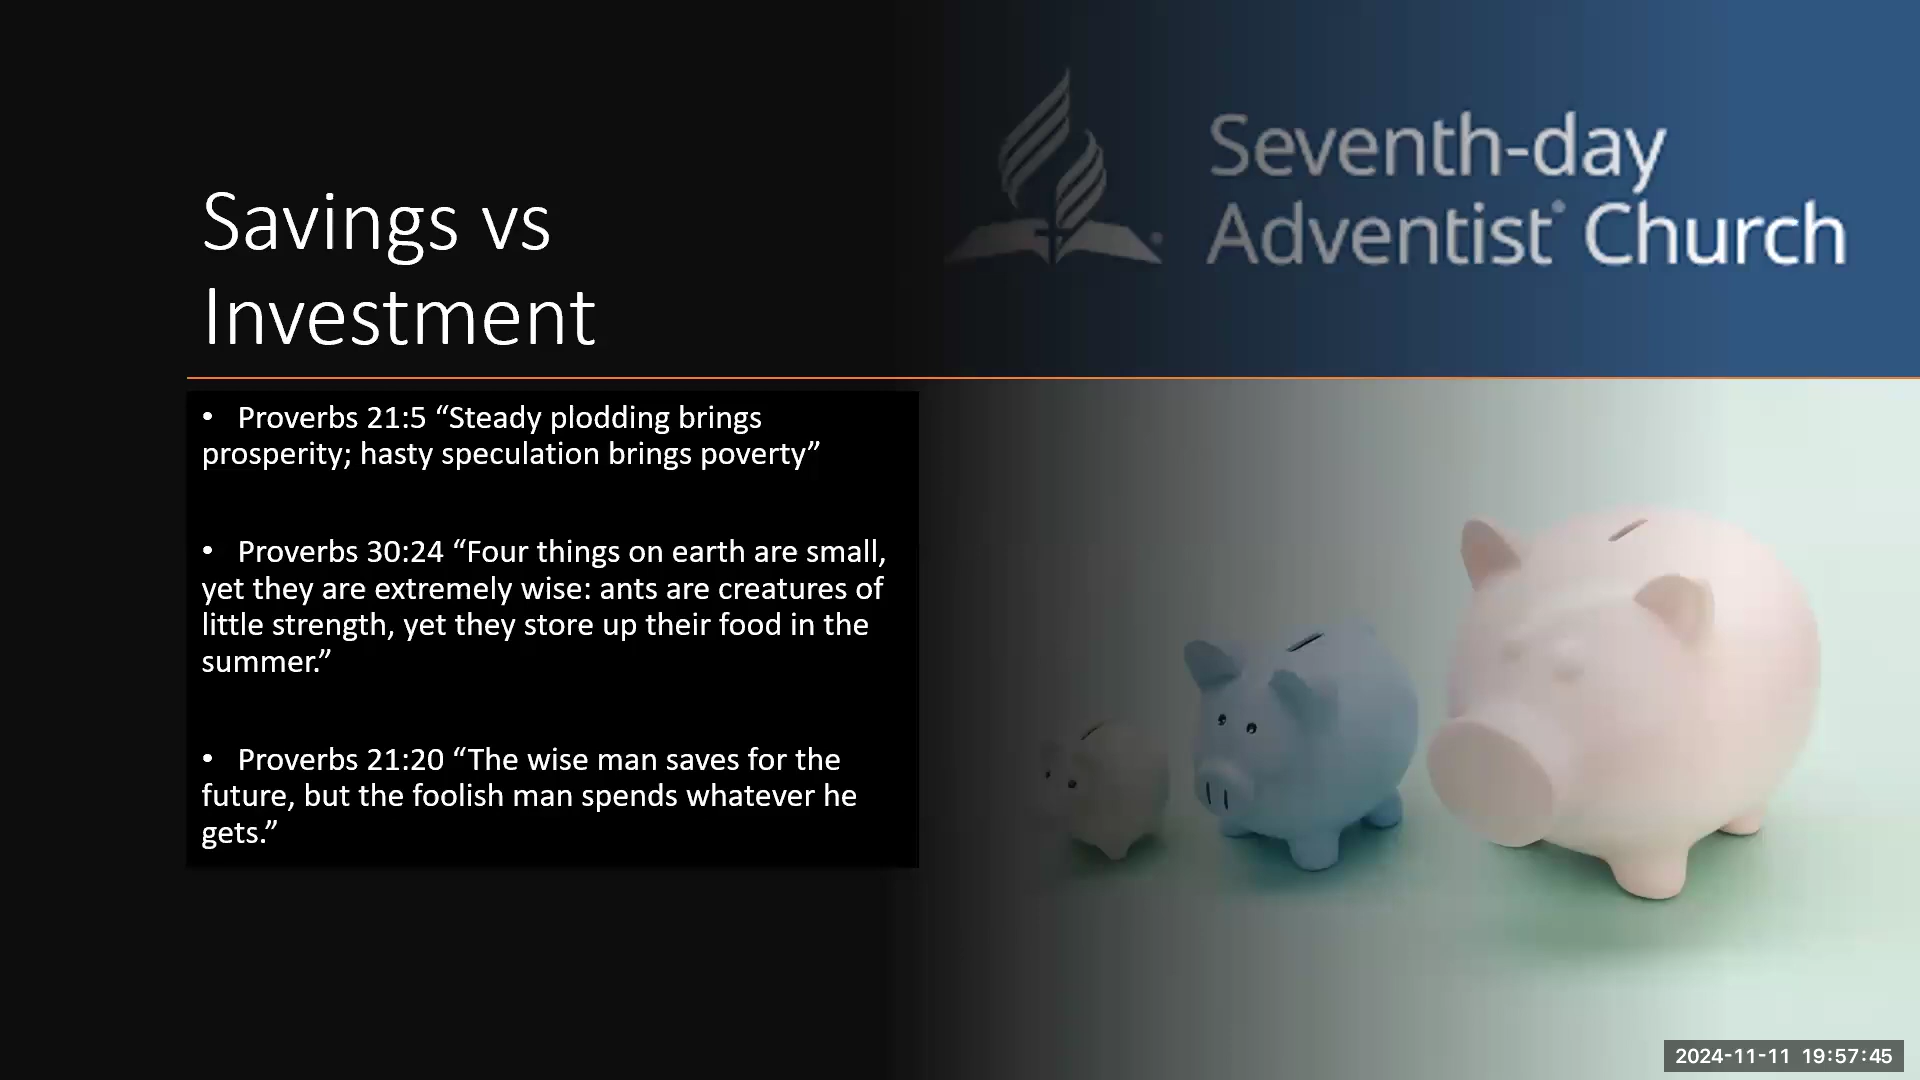 Seventh-day
Adventist® Church
Savings vs
Investment
• Proverbs 21:5 “Steady plodding brings
prosperity; hasty speculation brings poverty”
• Proverbs 30:24 “Four things on earth are small,
yet they are extremely wise: ants are creatures of
little strength, yet they store up their food in the
summer.”
• Proverbs 21:20 “The wise man saves for the
future, but the foolish man spends whatever he
gets.”
2024-11-11 19:57:45